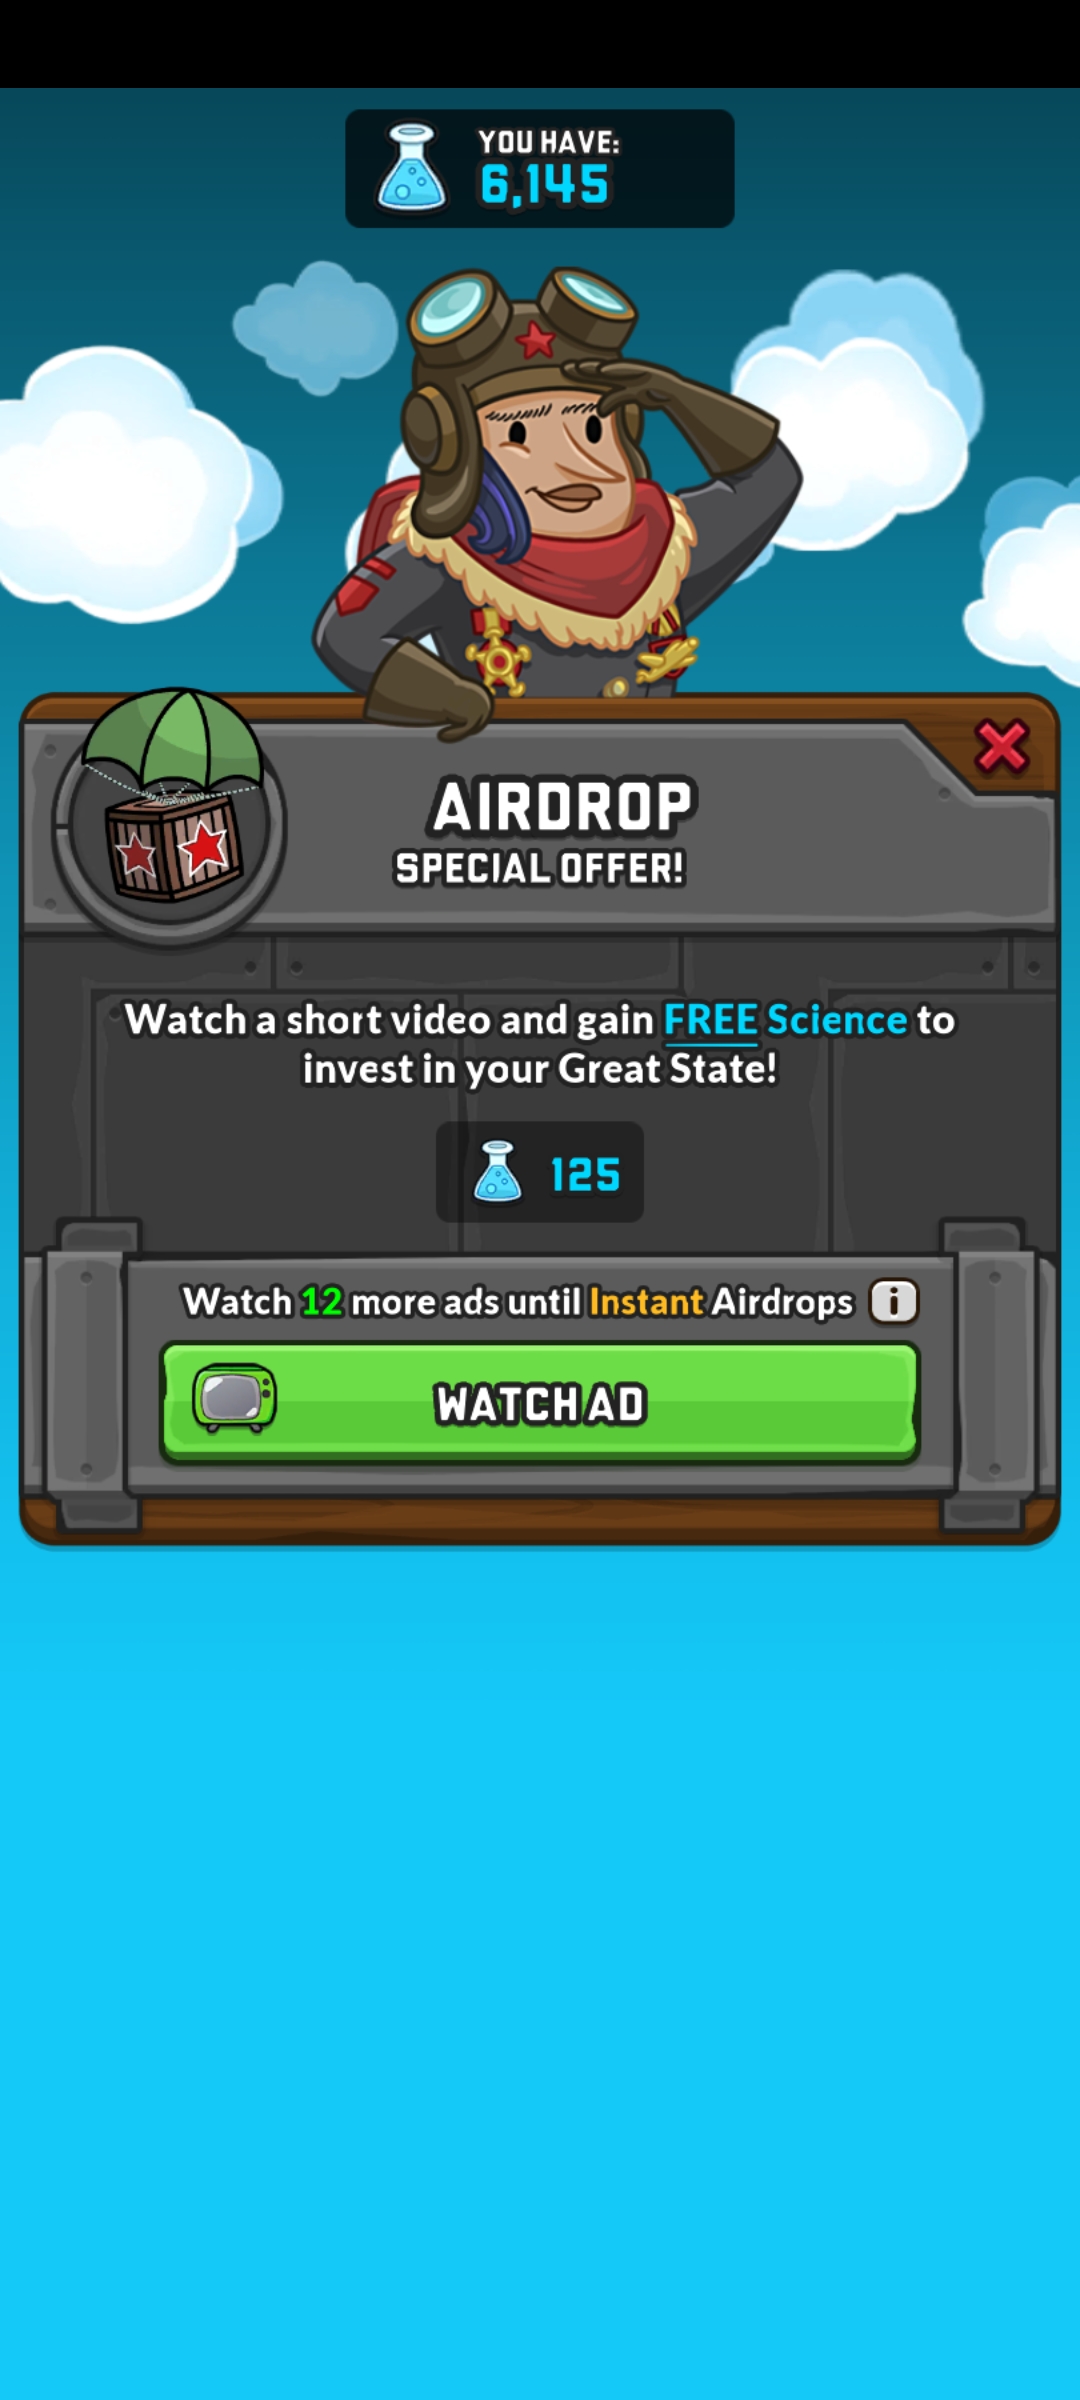 YOU HAVE:
6,145
AIRDROP
SPECIAL OFFER!
Watch a short video and gain FREE Science to
invest in your Great State!
125
Watch 12 more ads until Instant Airdrops i
WATCH AD